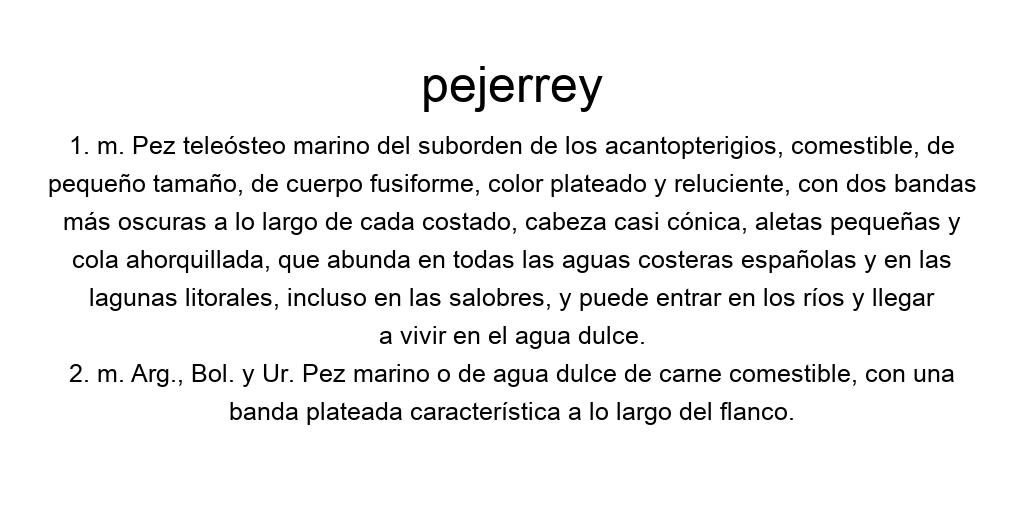 pejerrey
1. m. Pez teleósteo marino del suborden de los acantopterigios, comestible, de
pequeño tamaño, de cuerpo fusiforme, color plateado y reluciente, con dos bandas
más oscuras a lo largo de cada costado, cabeza casi cónica, aletas pequeñas y
cola ahorquillada, que abunda en todas las aguas costeras españolas y en las
lagunas litorales, incluso en las salobres, y puede entrar en los ríos y llegar
a vivir en el agua dulce.
2. m. Arg., Bol. y Ur. Pez marino o de agua dulce de carne comestible, con una
banda plateada característica a lo largo del flanco.